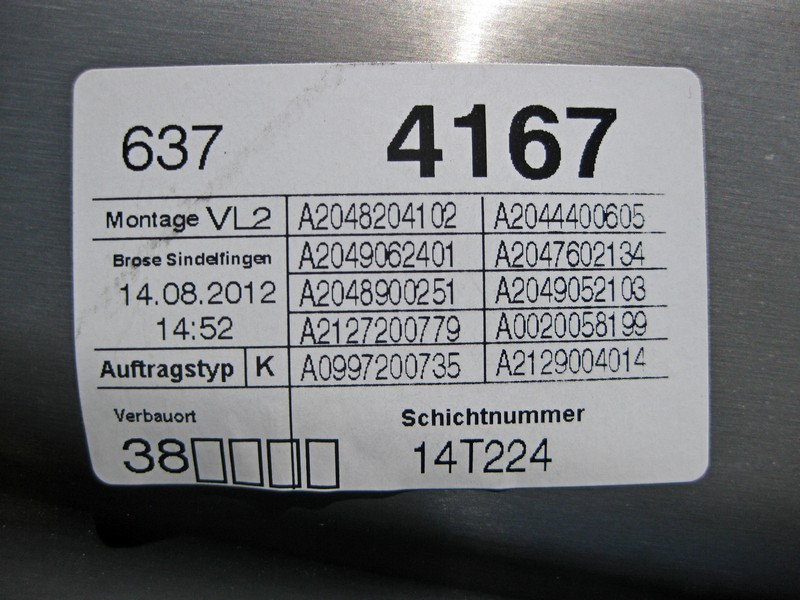 637 4167
Montage VL2 A2048204102 A2044400605
Brose Sindelfingen A2049062401 A2047602134
14.08.2012 A2048900251 A2049052103
14:52 A2127200779 A0020058199
Auftragstyp K A0997200735 A2129004014
Verbauort Schichtnummer
38 14T224